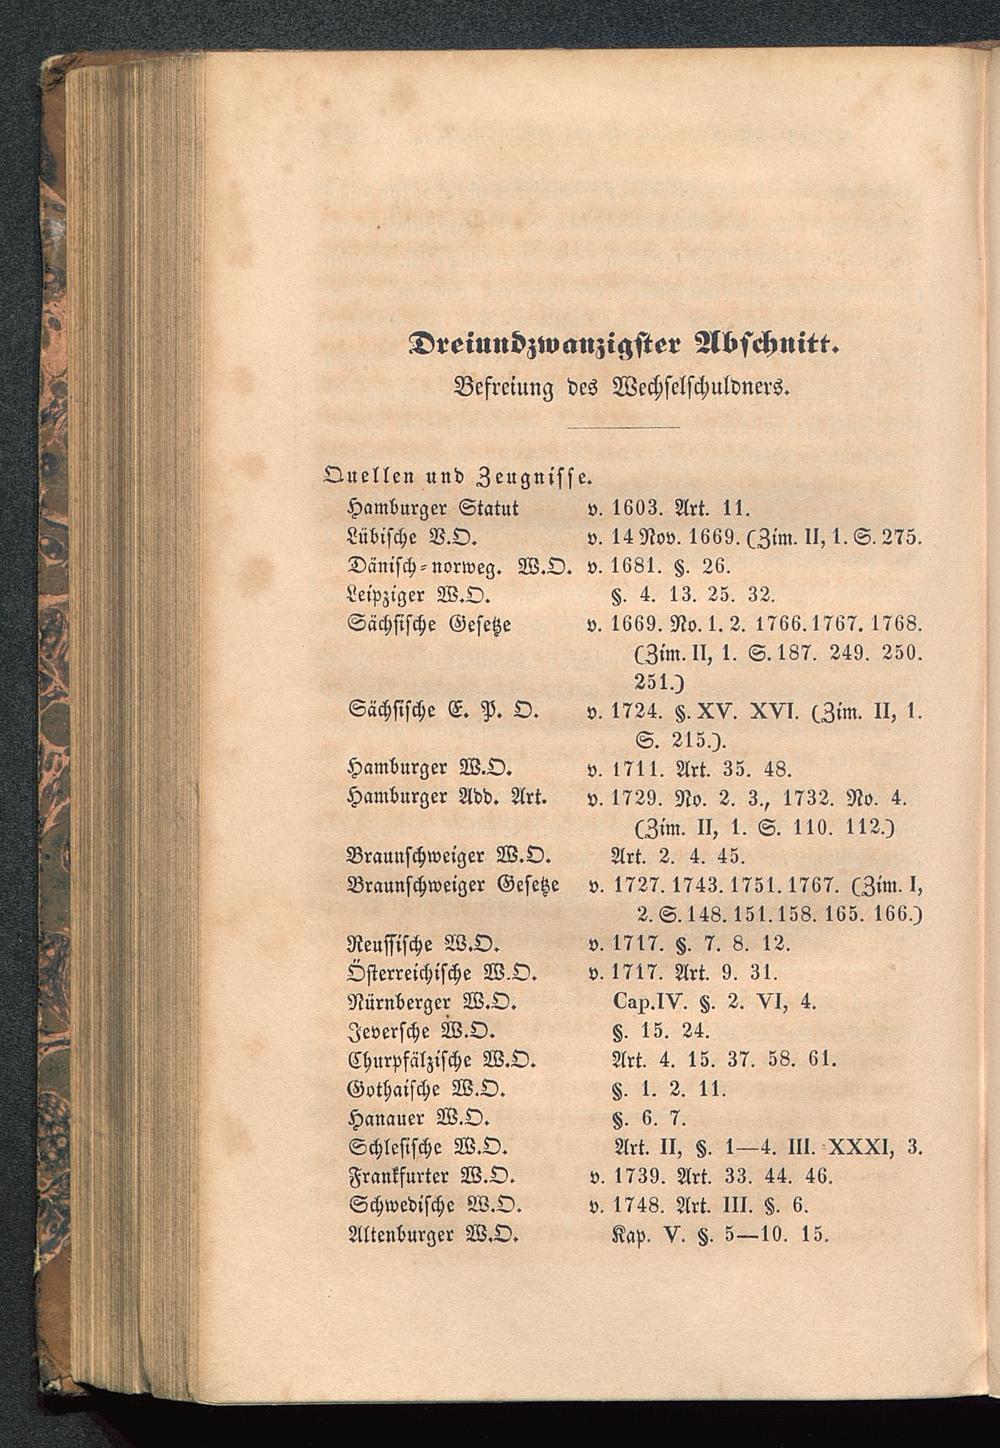 Dreiundzwanzigster Abschnitt.
Befreiung des Wechselschuldners.
Quellen und Zeugnisse.
Hamburger Statut v. 1603. Art. 11.
Lübische V.O. v. 14 Nov. 1669. (Zim. II, 1. S. 275.
Dänisch-norweg. W.O. v. 1681. §. 26.
Leipziger W.O. §. 4. 13. 25. 32.
Sächsische Gesetze v. 1669. No. 1. 2. 1766. 1767. 1768.
(Zim. II, 1. S. 187. 249. 250.
251.)
Sächsische E. P. O. v. 1724. §. XV. XVI. (Zim. II, 1.
S. 215.).
Hamburger W.O. v. 1711. Art. 35. 48.
Hamburger Add. Art. v. 1729. No. 2. 3., 1732. No. 4.
(Zim. II, 1. S. 110. 112.)
Braunschweiger W.O. Art. 2. 4. 45.
Braunschweiger Gesetze v. 1727. 1743. 1751. 1767. (Zim. I,
2. S. 148. 151. 158. 165. 166.)
Reussische W.O. v. 1717. §. 7. 8. 12.
Österreichische W.O. v. 1717. Art. 9. 31.
Nürnberger W.O. Cap. IV. §. 2. VI, 4.
Jeversche W.O. §. 15. 24.
Churpfälzische W.O. Art. 4. 15. 37. 58. 61.
Gothaische W.O. §. 1. 2. 11.
Hanauer W.O. §. 6. 7.
Schlesische W.O. Art. II, §. 1—4. III. XXXI, 3.
Frankfurter W.O. v. 1739. Art. 33. 44. 46.
Schwedische W.O. v. 1748. Art. III. §. 6.
Altenburger W.O. Kap. V. §. 5—10. 15.